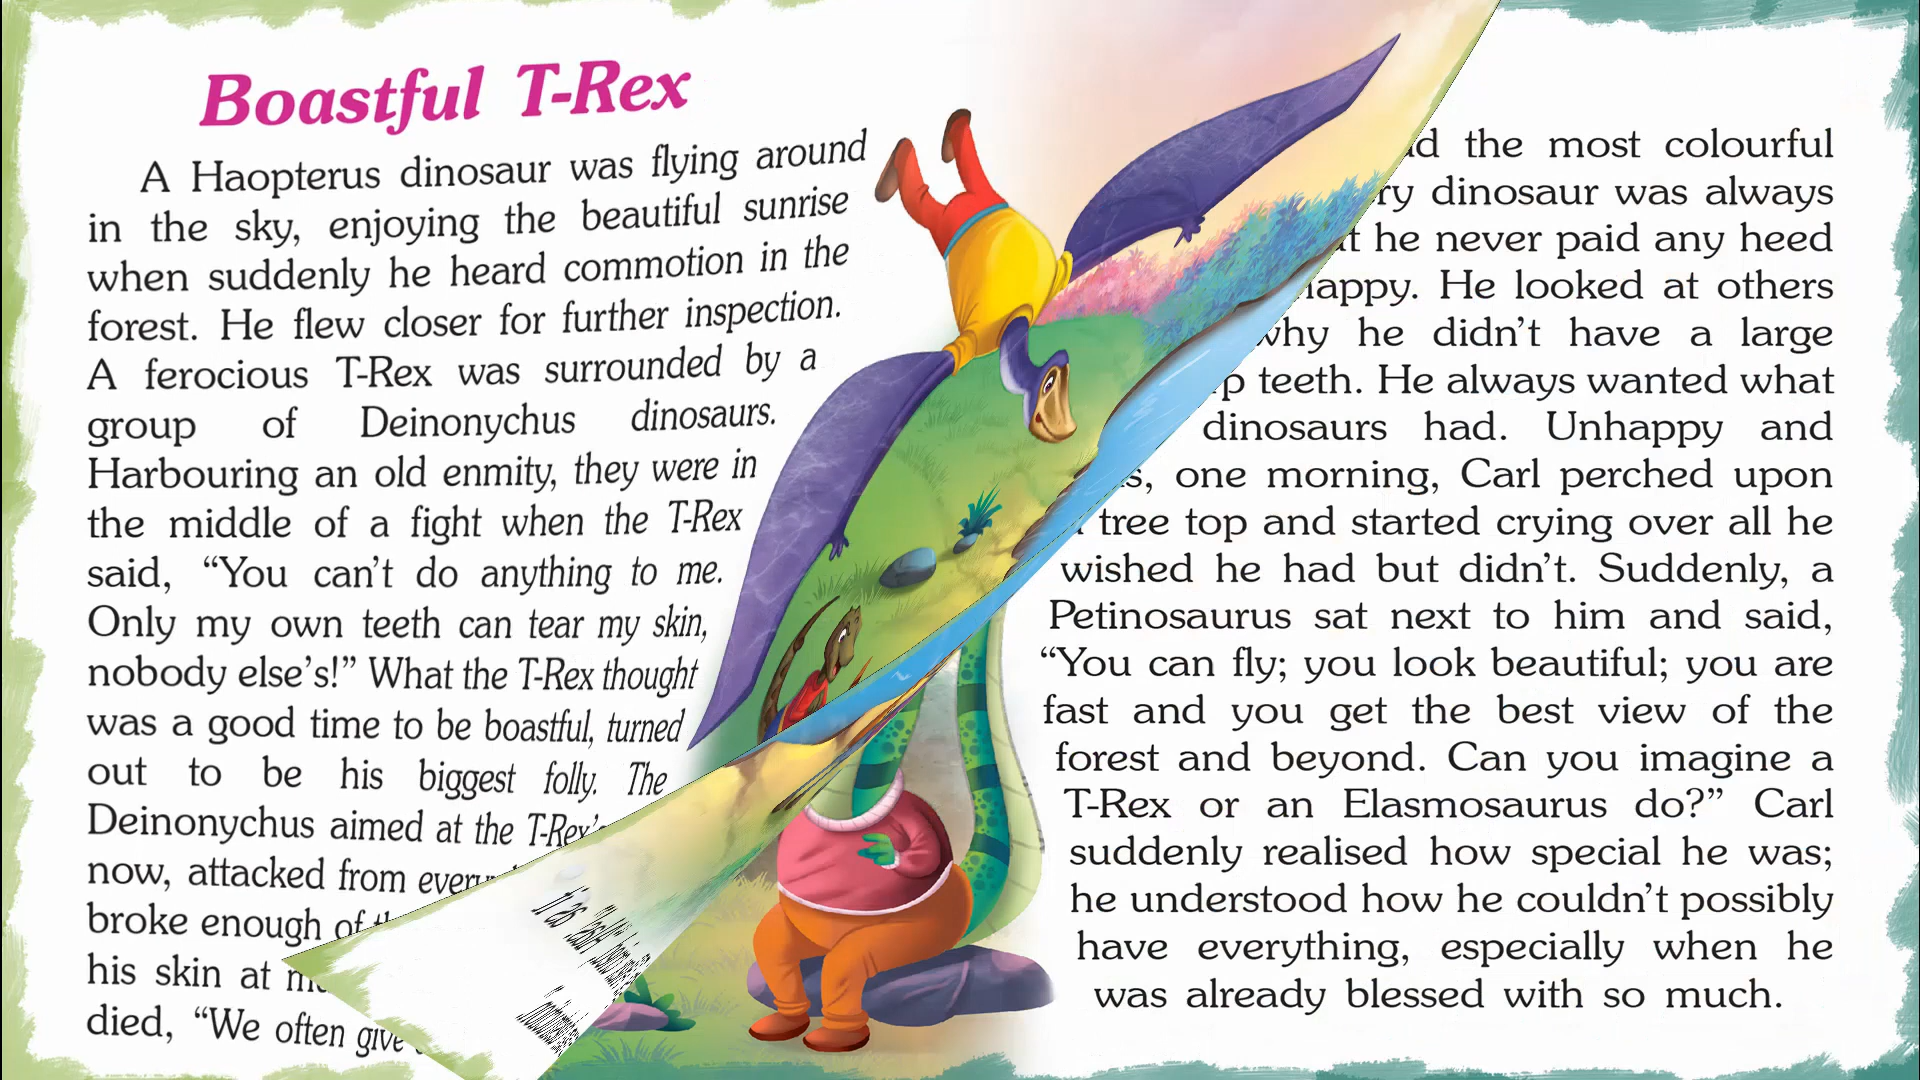 Boastful T-Rex
A Haopterus dinosaur was flying around
in the sky, enjoying the beautiful sunrise
when suddenly he heard commotion in the
forest. He flew closer for further inspection.
A ferocious T-Rex was surrounded by a
group of Deinonychus dinosaurs.
Harbouring an old enmity, they were in
the middle of a fight when the T-Rex
said, “You can’t do anything to me.
Only my own teeth can tear my skin,
nobody else’s!” What the T-Rex thought
was a good time to be boastful, turned
out to be his biggest folly. The
Deinonychus aimed at the T-Rex’s
now, attacked from
broke enough of
his skin at
died, “We often give
the most colourful
dinosaur was always
he never paid any heed
He looked at others
why he didn’t have a large
teeth. He always wanted what
dinosaurs had. Unhappy and
one morning, Carl perched upon
tree top and started crying over all he
wished he had but didn’t. Suddenly, a
Petinosaurus sat next to him and said,
“You can fly; you look beautiful; you are
fast and you get the best view of the
forest and beyond. Can you imagine a
T-Rex or an Elasmosaurus do?” Carl
suddenly realised how special he was;
he understood how he couldn’t possibly
have everything, especially when he
was already blessed with so much.